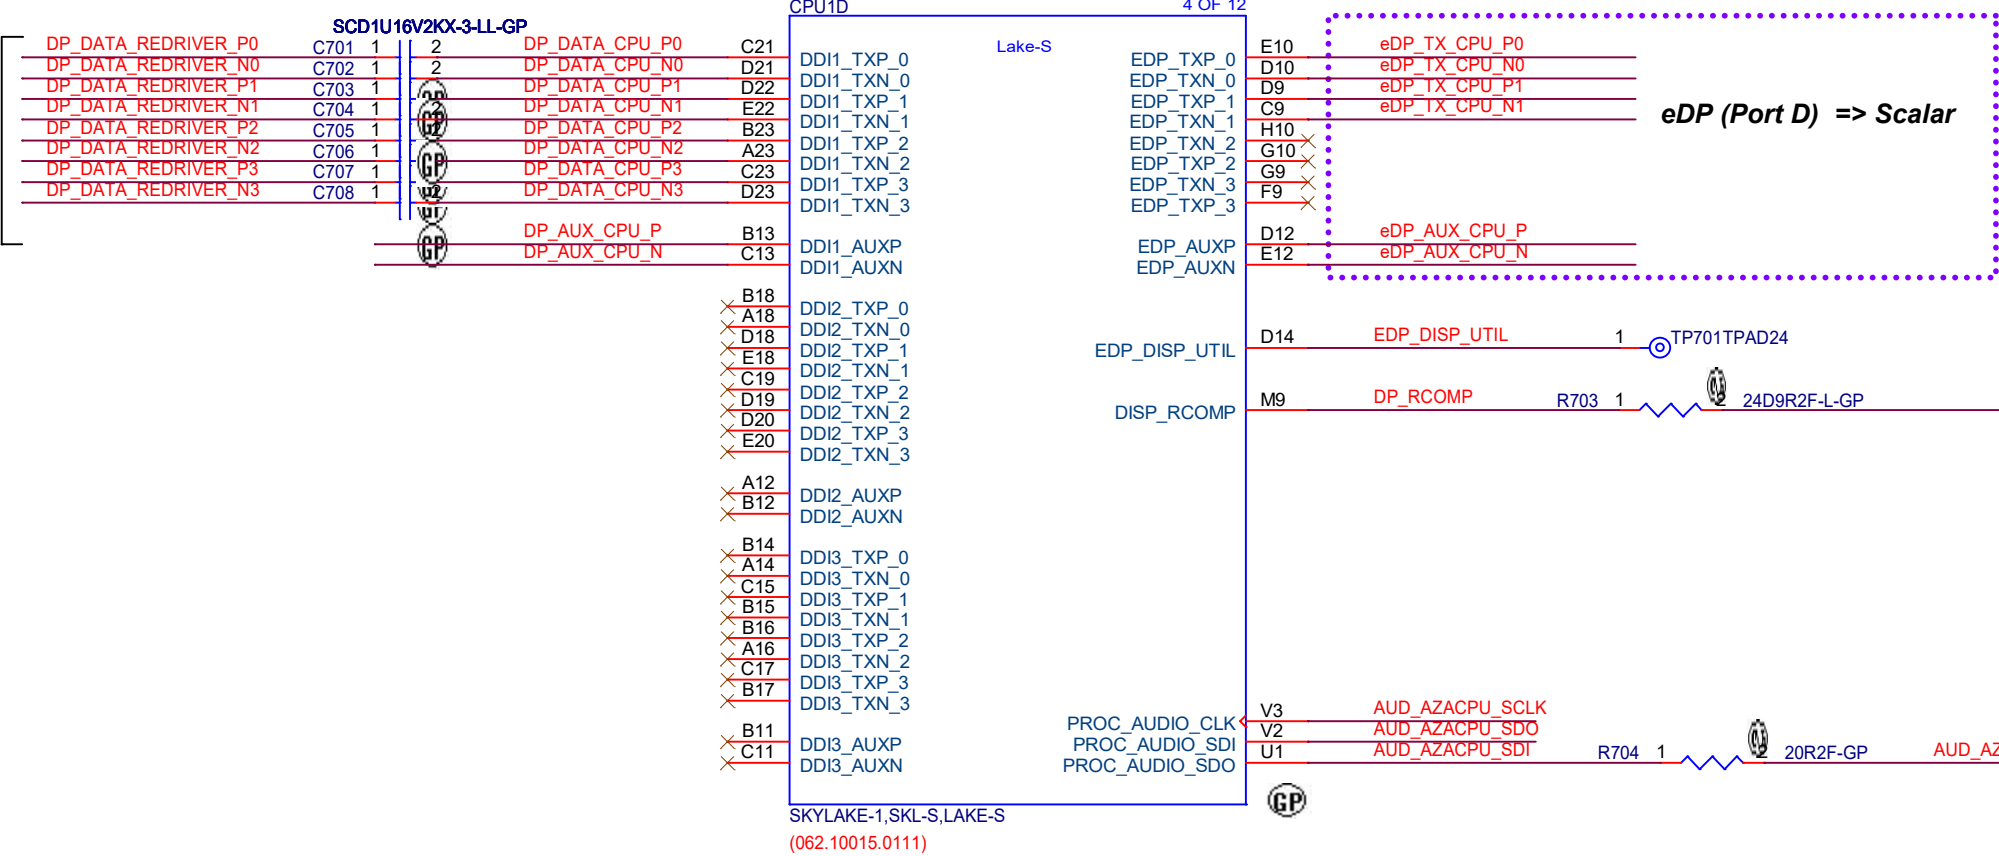 CPU1D 4 OF 12
SCD1U16V2KX-3-LL-GP
Lake-S
DP_DATA_REDRIVER_P0 C701 1 2 DP_DATA_CPU_P0 C21 DDI1_TXP_0
DP_DATA_REDRIVER_N0 C702 1 2 DP_DATA_CPU_N0 D21 DDI1_TXN_0
DP_DATA_REDRIVER_P1 C703 1 DP_DATA_CPU_P1 D22 DDI1_TXP_1
DP_DATA_REDRIVER_N1 C704 1 2 DP_DATA_CPU_N1 E22 DDI1_TXN_1
DP_DATA_REDRIVER_P2 C705 1 2 DP_DATA_CPU_P2 B23 DDI1_TXP_2
DP_DATA_REDRIVER_N2 C706 1 DP_DATA_CPU_N2 A23 DDI1_TXN_2
DP_DATA_REDRIVER_P3 C707 1 DP_DATA_CPU_P3 C23 DDI1_TXP_3
DP_DATA_REDRIVER_N3 C708 1 2 DP_DATA_CPU_N3 D23 DDI1_TXN_3
GP
GP
DP_AUX_CPU_P B13 DDI1_AUXP
DP_AUX_CPU_N C13 DDI1_AUXN
B18 DDI2_TXP_0
A18 DDI2_TXN_0
D18 DDI2_TXP_1
E18 DDI2_TXN_1
C19 DDI2_TXP_2
D19 DDI2_TXN_2
D20 DDI2_TXP_3
E20 DDI2_TXN_3
A12 DDI2_AUXP
B12 DDI2_AUXN
B14 DDI3_TXP_0
A14 DDI3_TXN_0
C15 DDI3_TXP_1
B15 DDI3_TXN_1
B16 DDI3_TXP_2
A16 DDI3_TXN_2
C17 DDI3_TXP_3
B17 DDI3_TXN_3
B11 DDI3_AUXP
C11 DDI3_AUXN
EDP_TXP_0 E10 eDP_TX_CPU_P0
EDP_TXN_0 D10 eDP_TX_CPU_N0
EDP_TXP_1 D9 eDP_TX_CPU_P1
EDP_TXN_1 C9 eDP_TX_CPU_N1
EDP_TXN_2 H10
EDP_TXP_2 G10
EDP_TXN_3 G9
EDP_TXP_3 F9
eDP (Port D) => Scalar
EDP_AUXP D12 eDP_AUX_CPU_P
EDP_AUXN E12 eDP_AUX_CPU_N
EDP_DISP_UTIL D14 EDP_DISP_UTIL 1 TP701TPAD24
DISP_RCOMP M9 DP_RCOMP R703 1 2 24D9R2F-L-GP
PROC_AUDIO_CLK V3 AUD_AZACPU_SCLK
PROC_AUDIO_SDI V2 AUD_AZACPU_SDO
PROC_AUDIO_SDO U1 AUD_AZACPU_SDI R704 1 2 20R2F-GP AUD_AZ
GP
SKYLAKE-1,SKL-S,LAKE-S
(062.10015.0111)